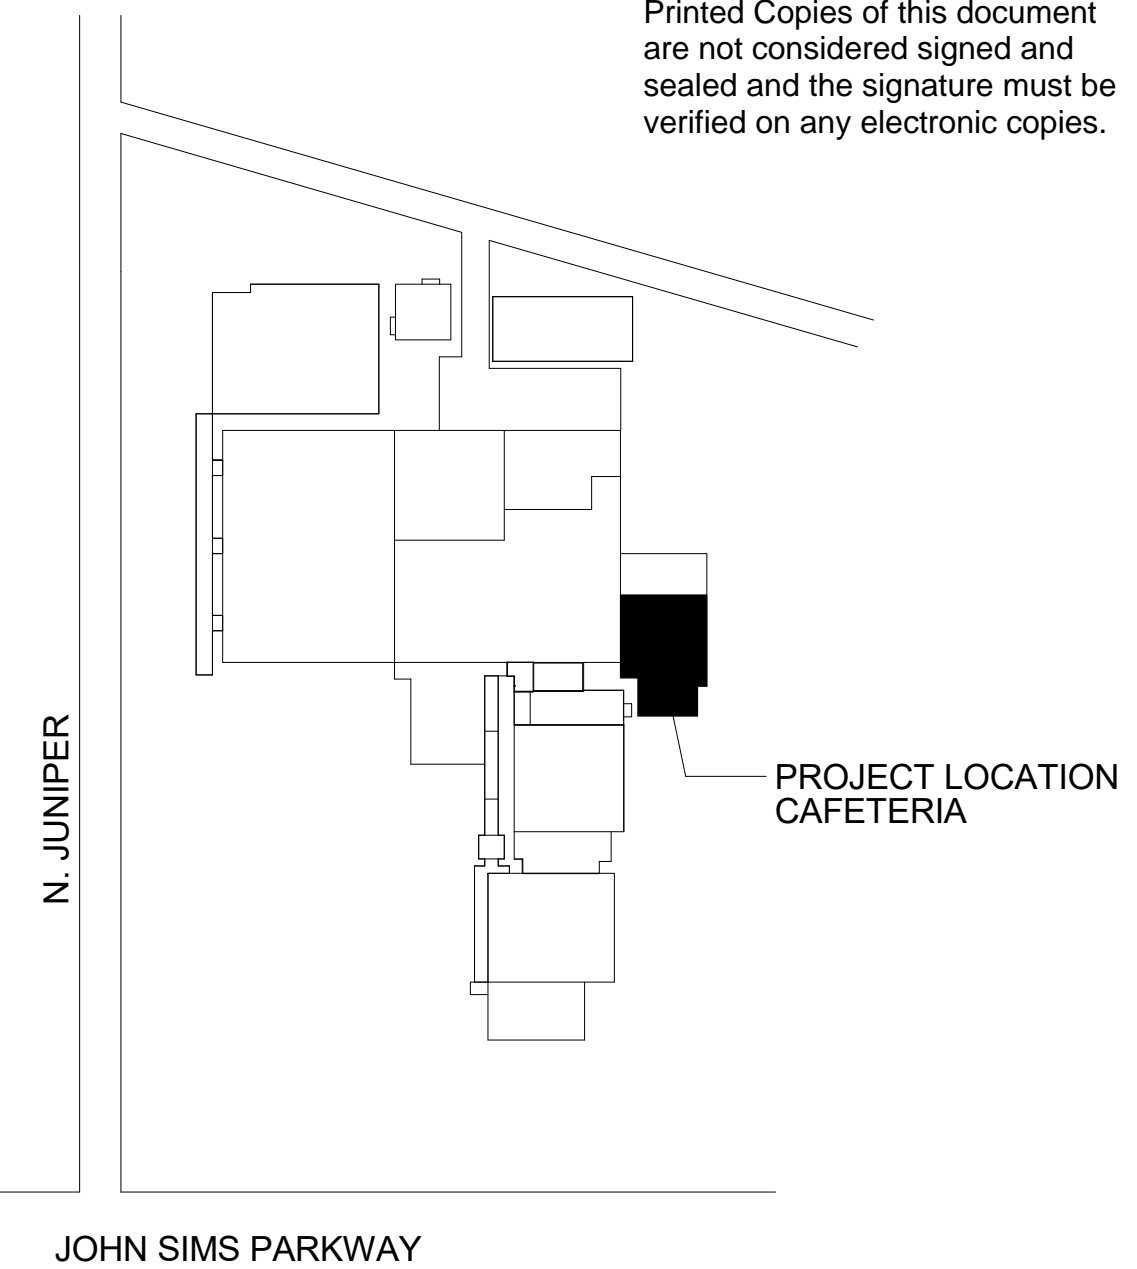 Printed Copies of this document
are not considered signed and
sealed and the signature must be
verified on any electronic copies.
N. JUNIPER
PROJECT LOCATION
CAFETERIA
JOHN SIMS PARKWAY